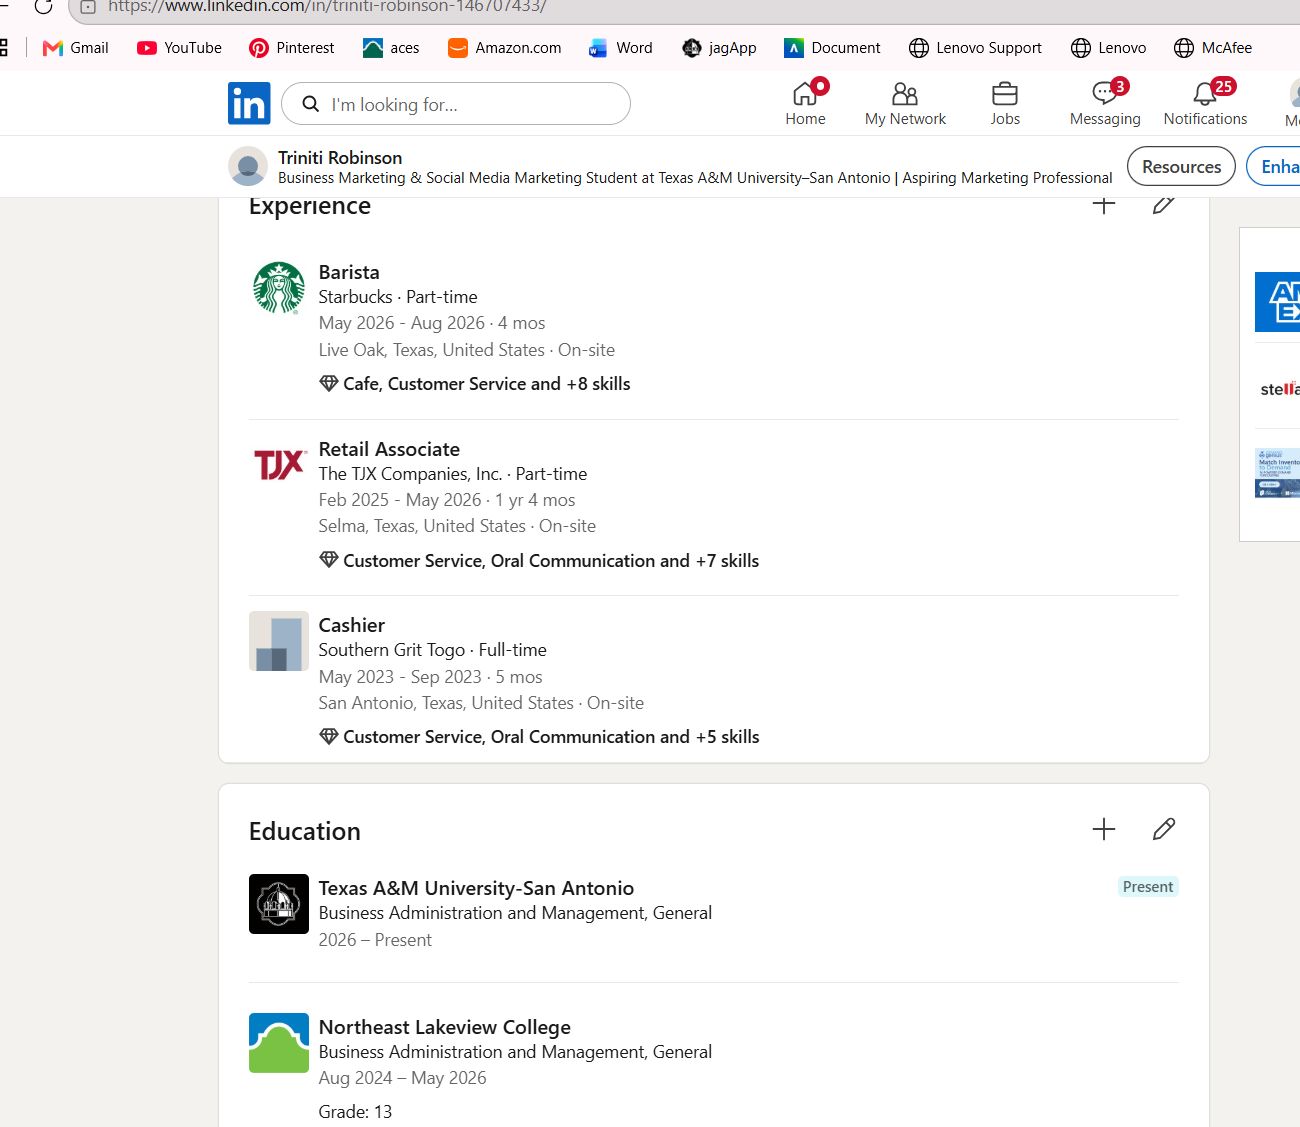 https://www.linkedin.com/in/triniti-robinson-146707433/
Gmail YouTube Pinterest aces Amazon.com Word jagApp Document Lenovo Support Lenovo McAfee
in I'm looking for... Home My Network Jobs 3 Messaging 25 Notifications
Triniti Robinson
Business Marketing & Social Media Marketing Student at Texas A&M University–San Antonio | Aspiring Marketing Professional
Resources
Experience
Barista
Starbucks · Part-time
May 2026 - Aug 2026 · 4 mos
Live Oak, Texas, United States · On-site
Cafe, Customer Service and +8 skills
TJX
Retail Associate
The TJX Companies, Inc. · Part-time
Feb 2025 - May 2026 · 1 yr 4 mos
Selma, Texas, United States · On-site
Customer Service, Oral Communication and +7 skills
Cashier
Southern Grit Togo · Full-time
May 2023 - Sep 2023 · 5 mos
San Antonio, Texas, United States · On-site
Customer Service, Oral Communication and +5 skills
Education
Texas A&M University-San Antonio
Present
Business Administration and Management, General
2026 – Present
Northeast Lakeview College
Business Administration and Management, General
Aug 2024 – May 2026
Grade: 13